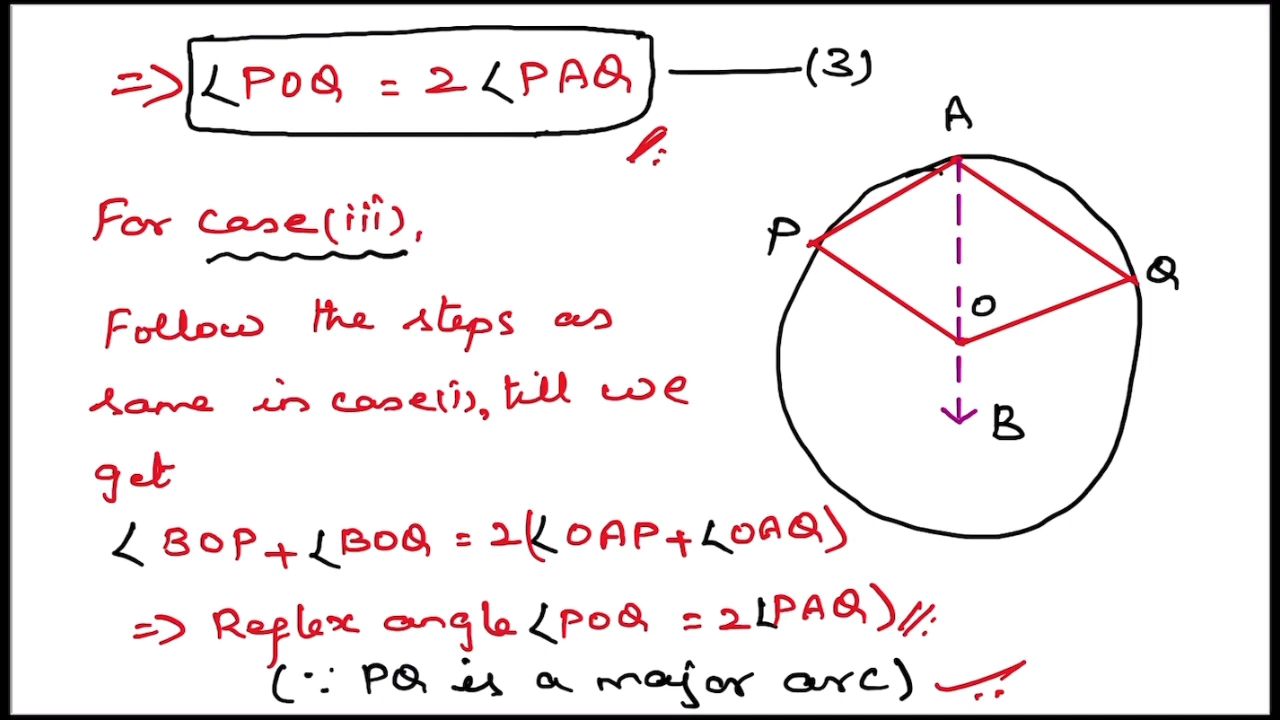 => ∠POQ = 2 ∠PAQ ——— (3)
A
P
Q
O
B
For case(iii),
Follow the steps as
same in case(i), till we
get
∠BOP + ∠BOQ = 2(∠OAP + ∠OAQ)
=> Reflex angle ∠POQ = 2∠PAQ)
(∵ PQ is a major arc)